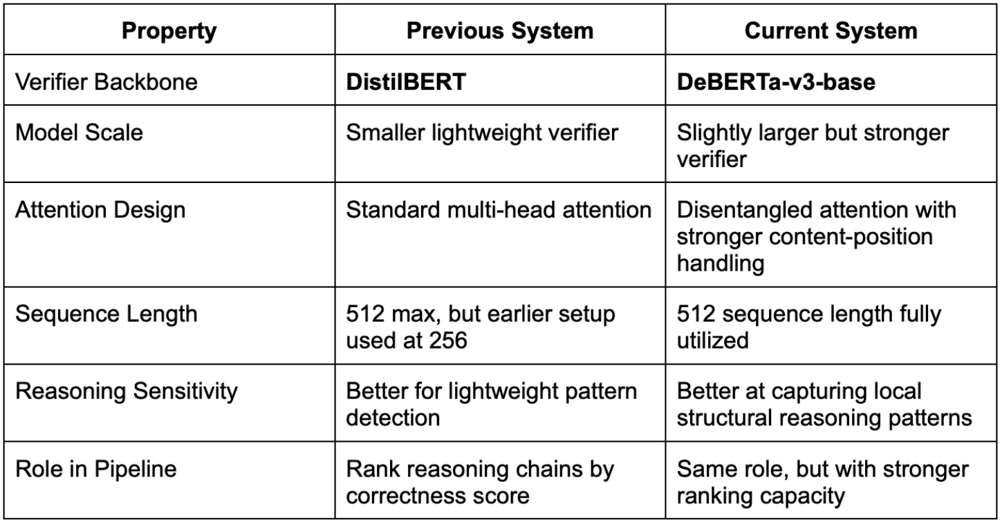 Property Previous System Current System
Verifier Backbone DistilBERT DeBERTa-v3-base
Model Scale Smaller lightweight verifier Slightly larger but stronger
verifier
Attention Design Standard multi-head attention Disentangled attention with
stronger content-position
handling
Sequence Length 512 max, but earlier setup 512 sequence length fully
used at 256 utilized
Reasoning Sensitivity Better for lightweight pattern Better at capturing local
detection structural reasoning patterns
Role in Pipeline Rank reasoning chains by Same role, but with stronger
correctness score ranking capacity